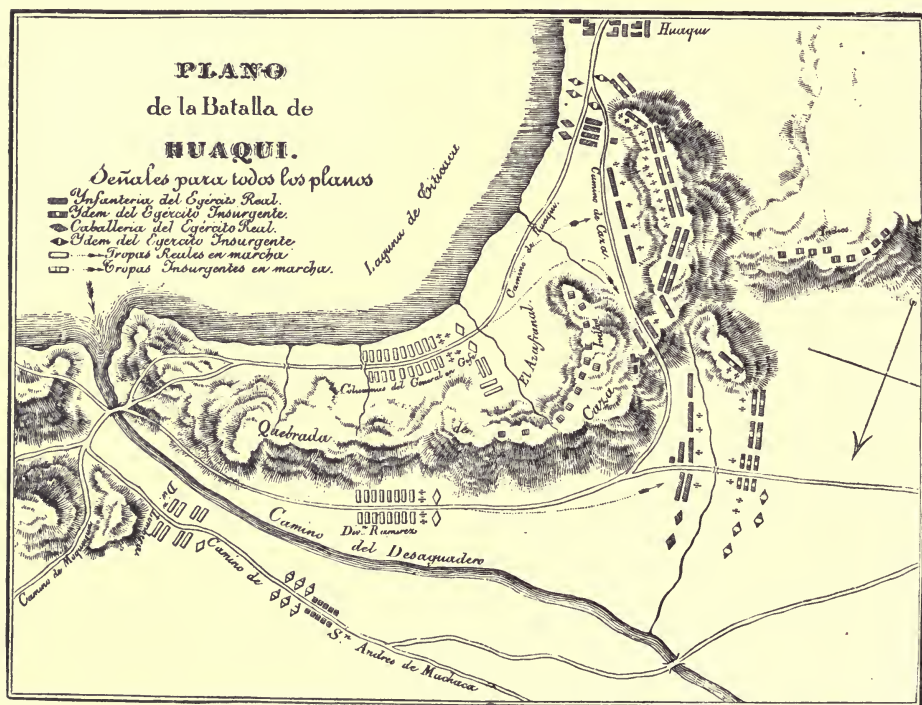 PLANO
de la Batalla de
HUAQUI.
Señales para todos los planos
Ynfanteria del Egercito Real.
Ydem del Egercito Insurgente.
Caballeria del Egercito Real.
Ydem del Egercito Insurgente
Tropas Reales en marcha
Tropas Insurgentes en marcha.
Huaqui
Laguna de Titicaca
Camino de Huaqui.
Camino de Caza
Indios
El Azafranal
Columnas del General en Gefe
Quebrada de Caza
Camino del Desaguadero
Divⁿ Ramirez
Camino de Sⁿ Andres de Machaca
Camino de